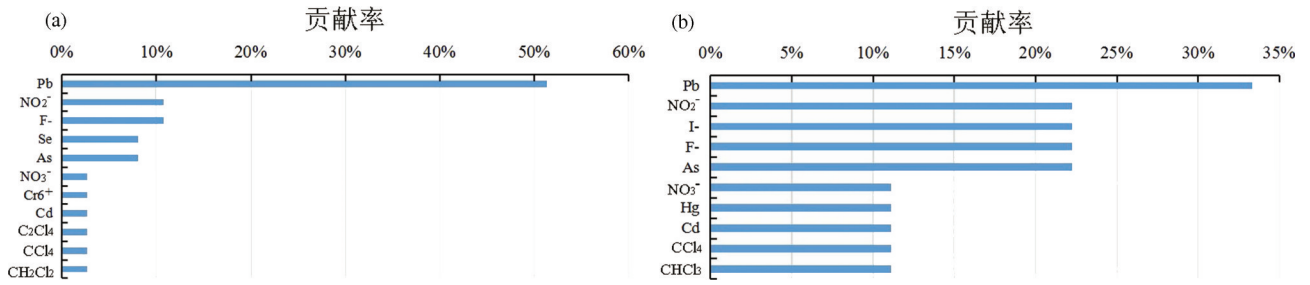 (a)
贡献率
0% 10% 20% 30% 40% 50% 60%
Pb
NO₂⁻
F-
Se
As
NO₃⁻
Cr6⁺
Cd
C₂Cl₄
CCl₄
CH₂Cl₂
(b)
贡献率
0% 5% 10% 15% 20% 25% 30% 35%
Pb
NO₂⁻
I-
F-
As
NO₃⁻
Hg
Cd
CCl₄
CHCl₃